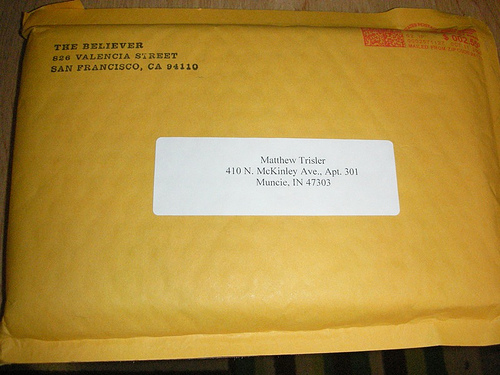 THE BELIEVER
826 VALENCIA STREET
SAN FRANCISCO, CA 94110
Matthew Trisler
410 N. McKinley Ave., Apt. 301
Muncie, IN 47303